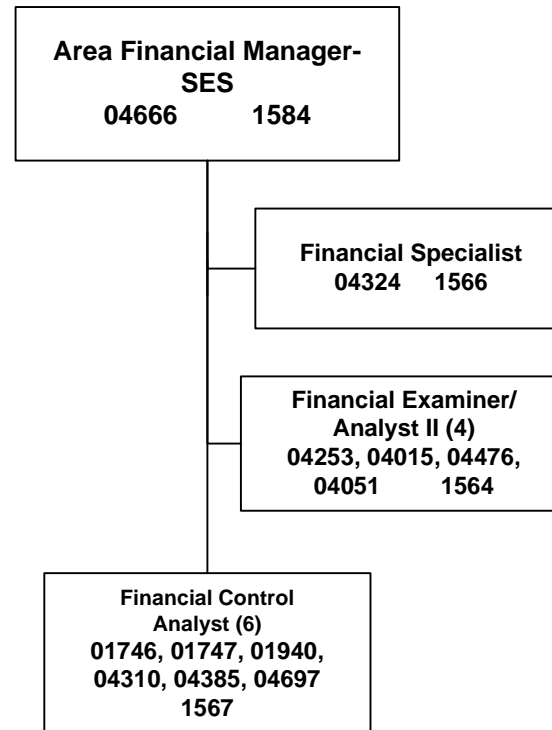 Area Financial Manager-
SES
04666 1584
Financial Specialist
04324 1566
Financial Examiner/
Analyst II (4)
04253, 04015, 04476,
04051 1564
Financial Control
Analyst (6)
01746, 01747, 01940,
04310, 04385, 04697
1567